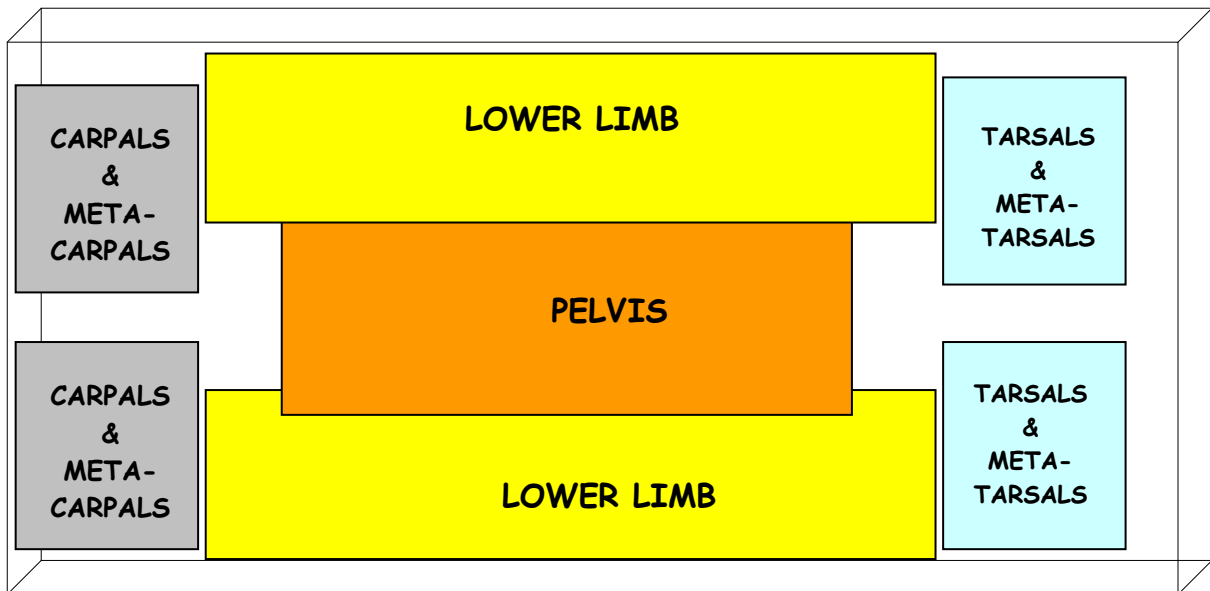 CARPALS
&
META-
CARPALS
LOWER LIMB
TARSALS
&
META-
TARSALS
PELVIS
CARPALS
&
META-
CARPALS
LOWER LIMB
TARSALS
&
META-
TARSALS